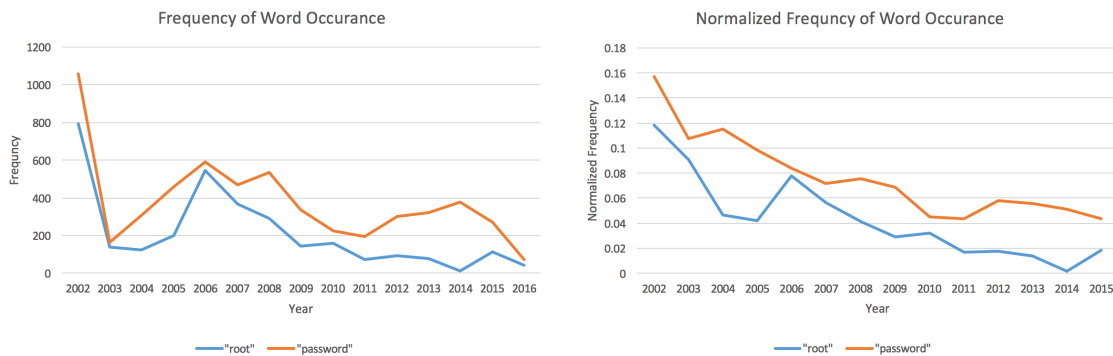 Frequency of Word Occurance
1200
1000
800
600
400
200
0
Frequncy
2002 2003 2004 2005 2006 2007 2008 2009 2010 2011 2012 2013 2014 2015 2016
Year
"root" "password"
Normalized Frequncy of Word Occurance
0.18
0.16
0.14
0.12
0.1
0.08
0.06
0.04
0.02
0
Normalized Frequency
2002 2003 2004 2005 2006 2007 2008 2009 2010 2011 2012 2013 2014 2015
Year
"root" "password"